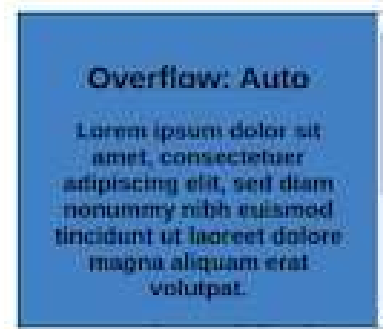 Overflow: Auto
Lorem ipsum dolor sit
amet, consectetuer
adipiscing elit, sed diam
nonummy nibh euismod
tincidunt ut laoreet dolore
magna aliquam erat
volutpat.